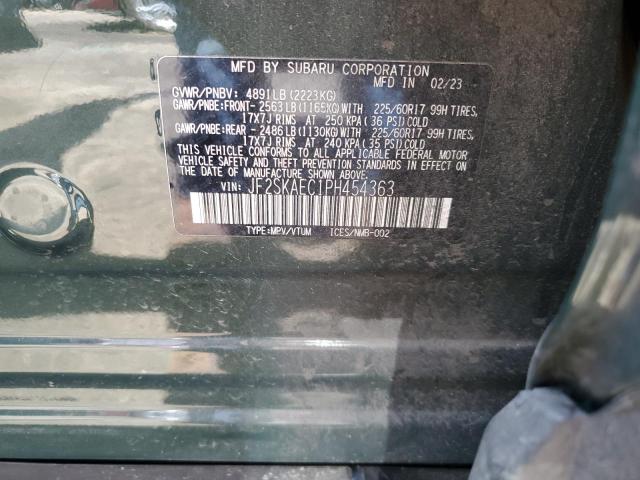 MFD BY SUBARU CORPORATION
MFD IN 02/23
GVWR/PNBV: 4891LB (2223KG)
GAWR/PNBE:FRONT- 2563LB(1165KG)WITH 225/60R17 99H TIRES,
17X7J RIMS AT 250 KPA (36 PSI)COLD
GAWR/PNBE:REAR - 2486LB(1130KG)WITH 225/60R17 99H TIRES,
17X7J RIMS AT 240 KPA (35 PSI)COLD
THIS VEHICLE CONFORMS TO ALL APPLICABLE FEDERAL MOTOR
VEHICLE SAFETY AND THEFT PREVENTION STANDARDS IN EFFECT ON
THE DATE OF MANUFACTURE SHOWN ABOVE.
VIN: JF2SKAEC1PH454363
TYPE:MPV/VTUM ICES/NMB-002